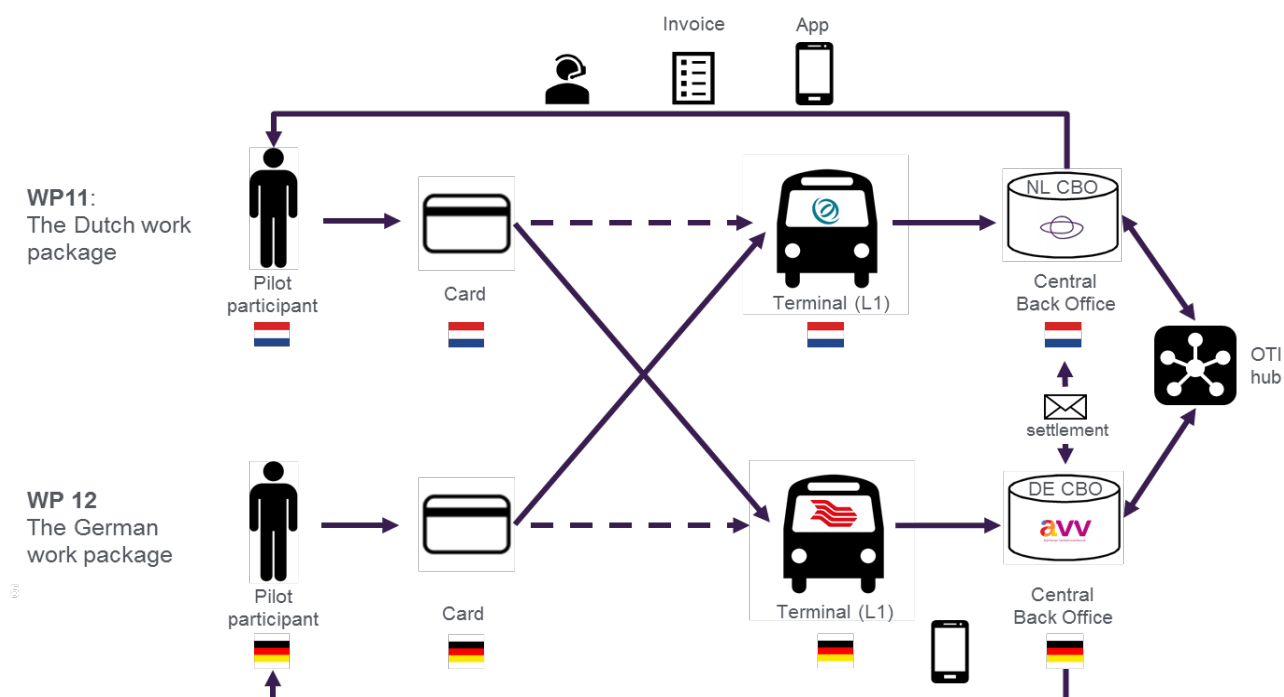 Invoice
App
WP11:
The Dutch work
package
Pilot
participant
Card
Terminal (L1)
NL CBO
Central
Back Office
OTI
hub
settlement
WP 12
The German
work package
Pilot
participant
Card
Terminal (L1)
DE CBO
avv
Central
Back Office